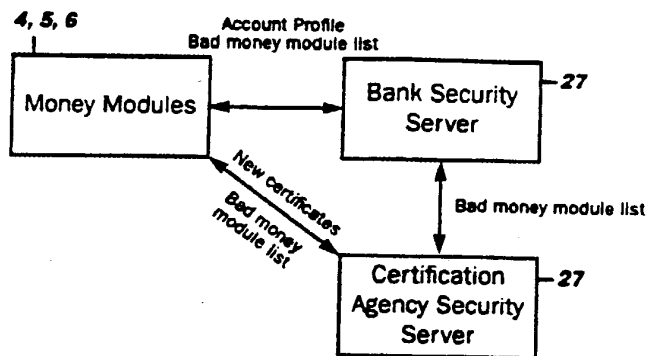 4, 5, 6
Account Profile
Bad money module list
Money Modules
Bank Security
Server
27
New certificates
Bad money
module list
Bad money module list
Certification
Agency Security
Server
27